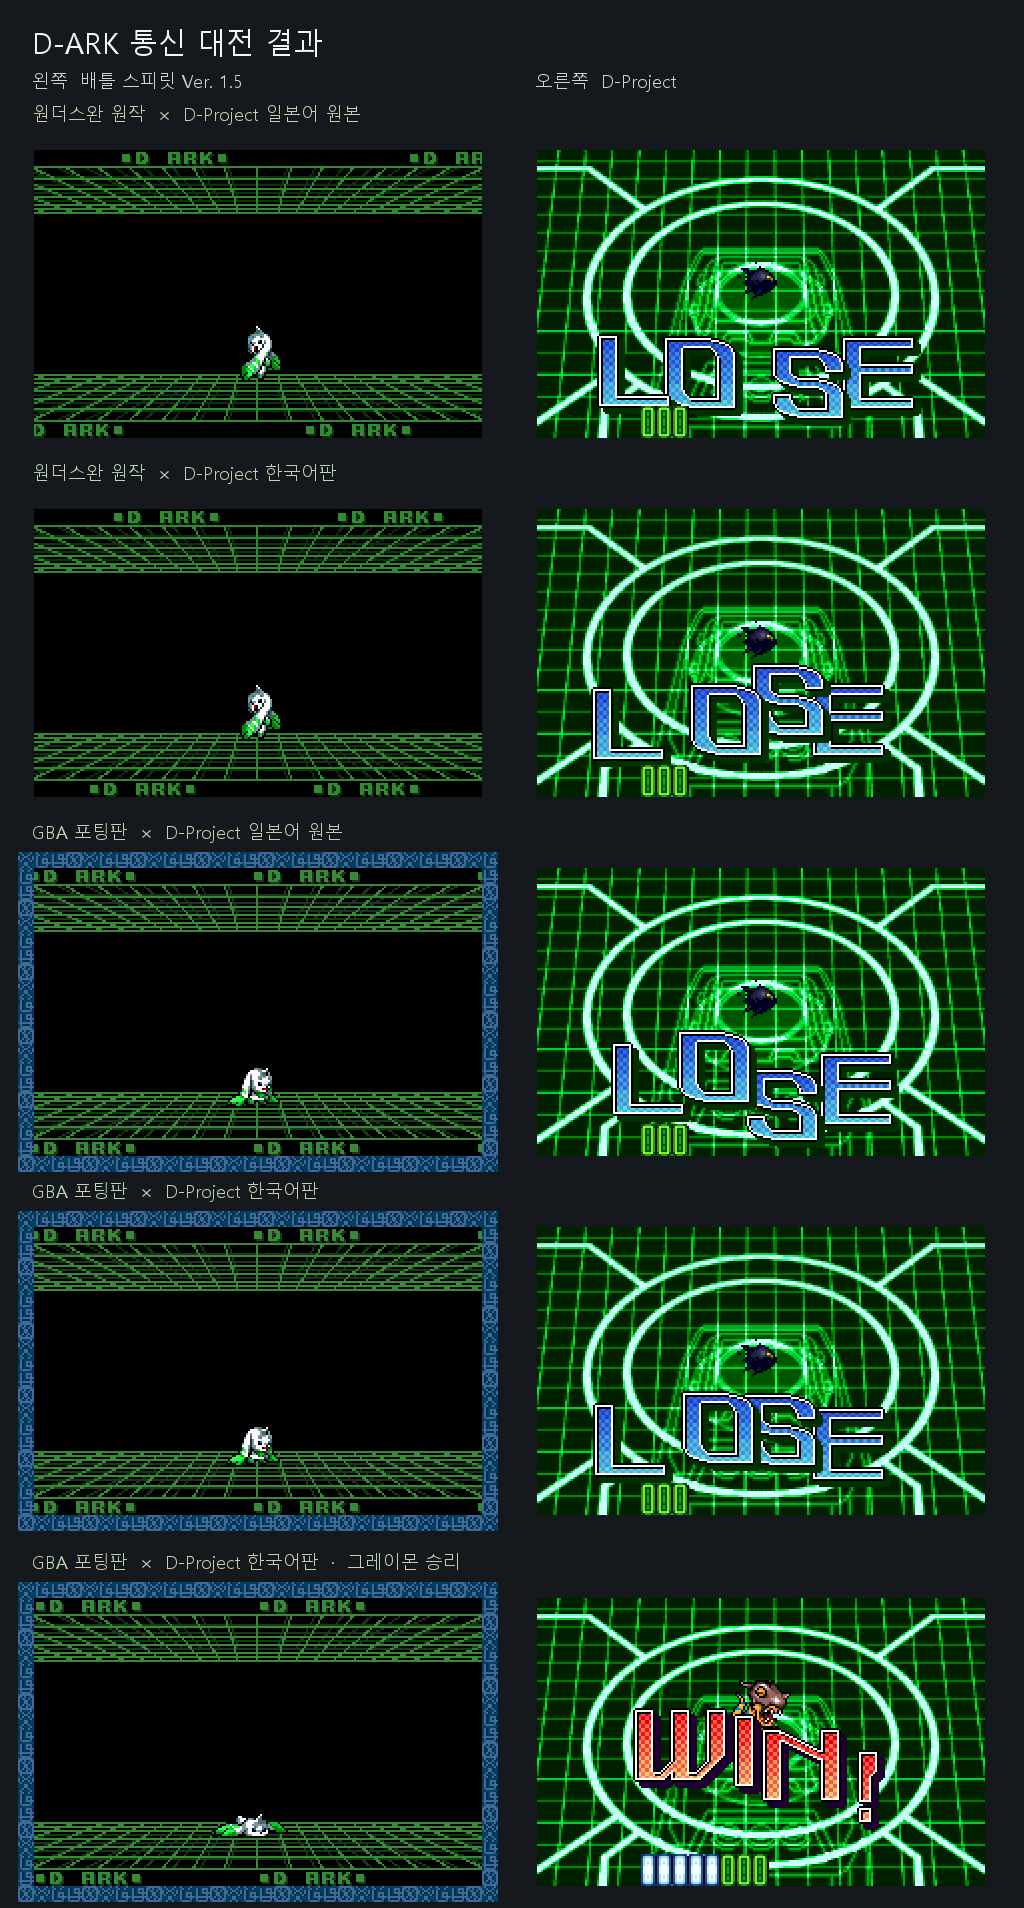 D-ARK 통신 대전 결과
왼쪽 배틀 스피릿 Ver. 1.5
오른쪽 D-Project
원더스완 원작 × D-Project 일본어 원본
■D ARK■ ■D AR
LOSE
D ARK■ ■D ARK■
원더스완 원작 × D-Project 한국어판
■D ARK■ ■D ARK■
LOSE
■D ARK■ ■D ARK■
GBA 포팅판 × D-Project 일본어 원본
■D ARK■ ■D ARK■
LOSE
■D ARK■ ■D ARK■
GBA 포팅판 × D-Project 한국어판
■D ARK■ ■D ARK■
LOSE
■D ARK■ ■D ARK■
GBA 포팅판 × D-Project 한국어판 · 그레이몬 승리
■D ARK■ ■D ARK■
WIN!
■D ARK■ ■D ARK■